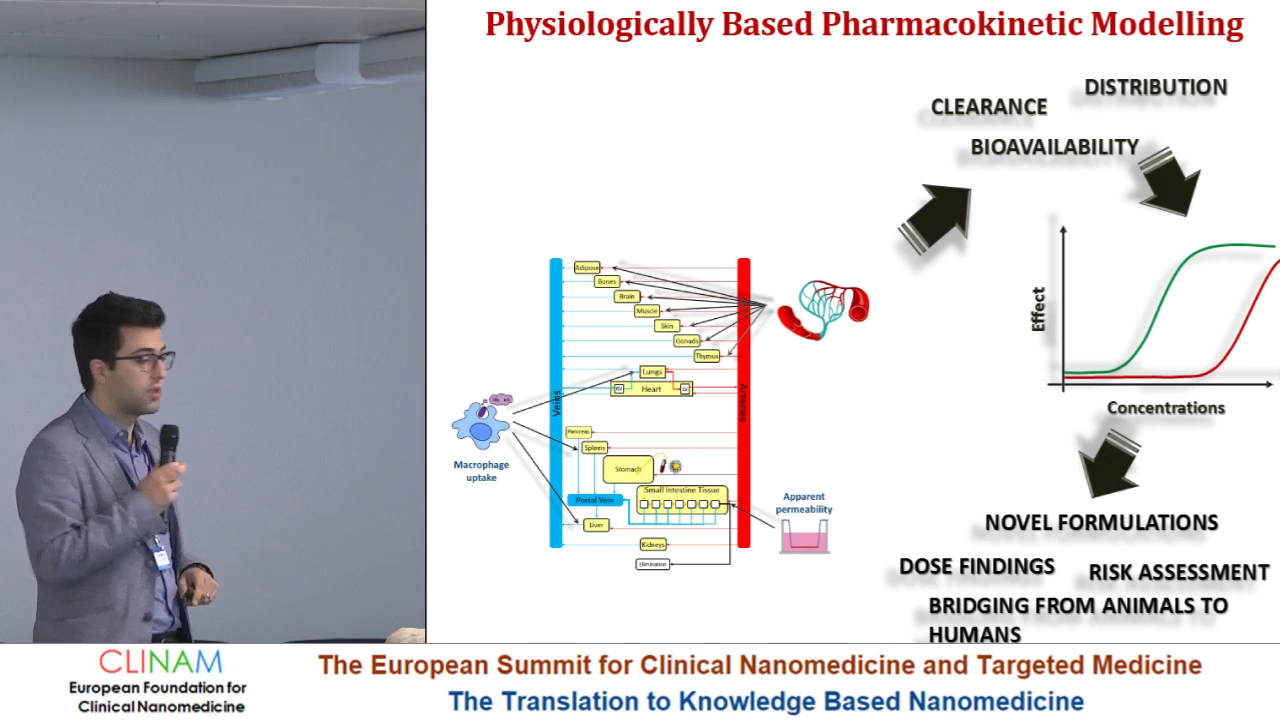 Physiologically Based Pharmacokinetic Modelling
DISTRIBUTION
CLEARANCE
BIOAVAILABILITY
Effect
Concentrations
NOVEL FORMULATIONS
DOSE FINDINGS
RISK ASSESSMENT
BRIDGING FROM ANIMALS TO
HUMANS
Adipose
Bones
Brain
Muscle
Skin
Gonads
Thymus
Lungs
Heart
Veins
Arteries
Macrophage
uptake
Pancreas
Spleen
Stomach
Portal Vein
Small Intestine Tissue
Liver
Kidneys
Elimination
Apparent
permeability
CLINAM
European Foundation for
Clinical Nanomedicine
The European Summit for Clinical Nanomedicine and Targeted Medicine
The Translation to Knowledge Based Nanomedicine